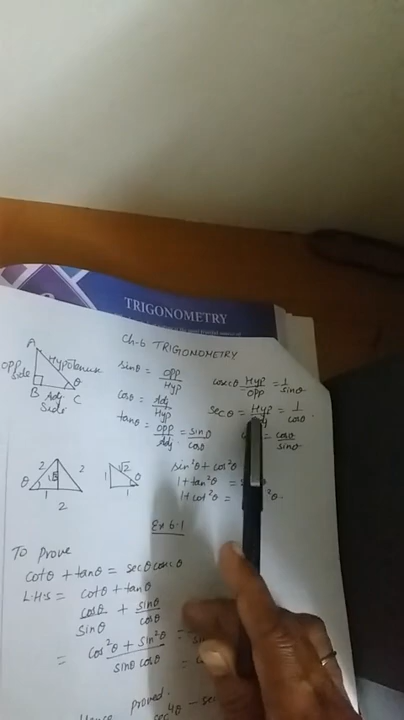 TRIGONOMETRY
Ch-6 TRIGONOMETRY
A
opp side
Hypotenuse
θ
B Adj side C
sinθ = opp/Hyp
cosecθ = Hyp/opp = 1/sinθ
cosθ = Adj/Hyp
secθ = Hyp/ = 1/cosθ.
tanθ = opp/Adj. = sinθ/cosθ
= cosθ/sinθ
2 2
θ 1
2
1 √2 θ
1
sin²θ + cos²θ
1 + tan²θ =
1 + cot²θ = ²θ.
Ex 6.1
To Prove
cotθ + tanθ = secθ cosecθ
L.H.S = cotθ + tanθ
cosθ/sinθ + sinθ/cosθ
= cos²θ + sin²θ/sinθ cosθ =
proved.
sec⁴θ -